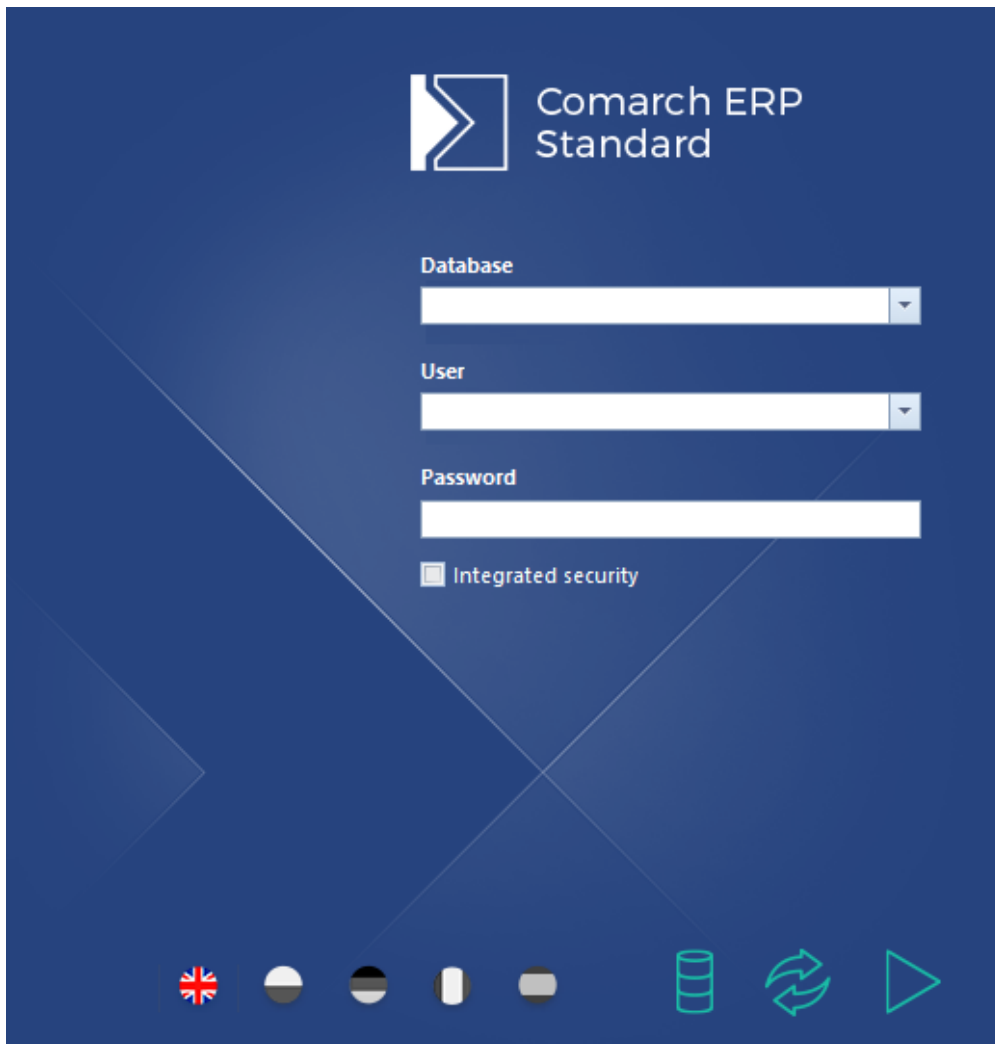 Comarch ERP
Standard
Database
User
Password
Integrated security